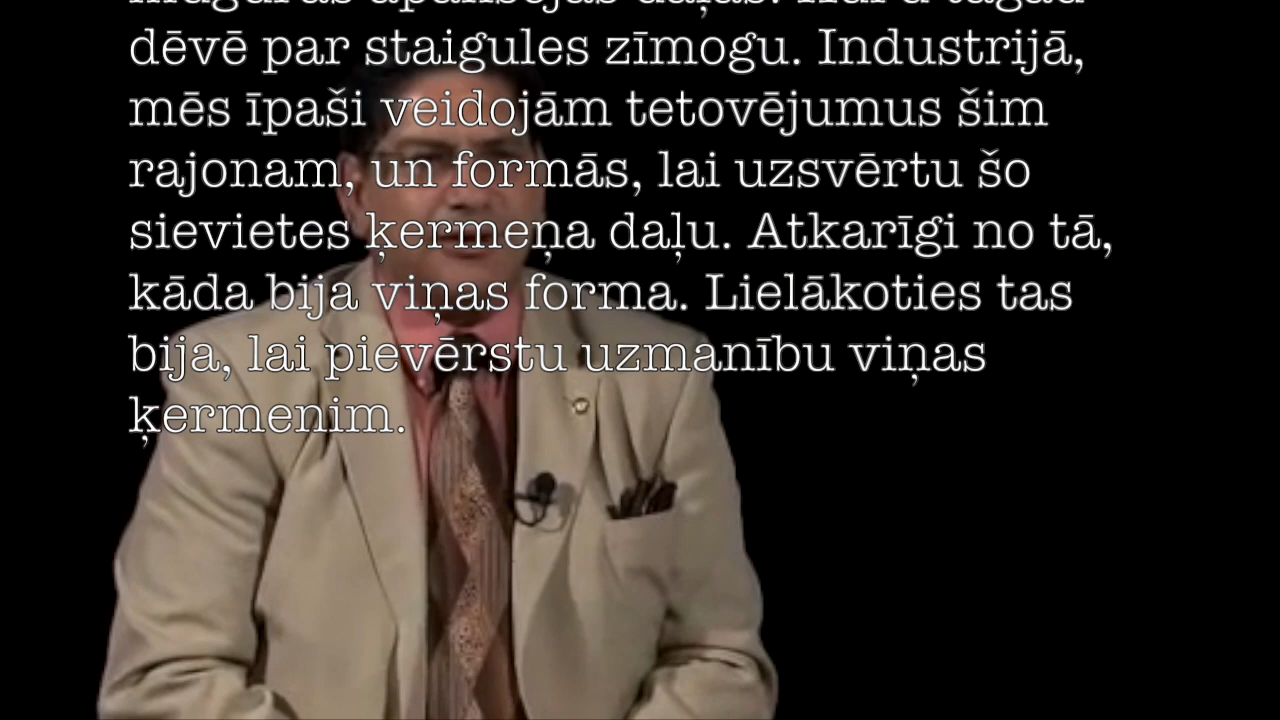 dēvē par staigules zīmogu. Industrijā,
mēs īpaši veidojām tetovējumus šim
rajonam, un formās, lai uzsvērtu šo
sievietes ķermeņa daļu. Atkarīgi no tā,
kāda bija viņas forma. Lielākoties tas
bija, lai pievērstu uzmanību viņas
ķermenim.